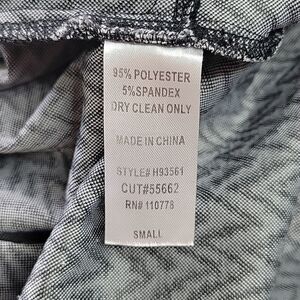 95% POLYESTER
5%SPANDEX
DRY CLEAN ONLY
MADE IN CHINA
STYLE# H93561
CUT#55662
RN# 110778
SMALL